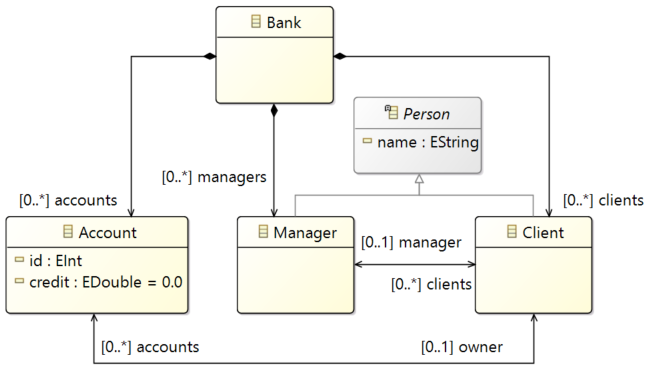 Bank
Person
name : EString
[0..*] managers
[0..*] accounts
[0..*] clients
Account
Manager
Client
[0..1] manager
id : EInt
credit : EDouble = 0.0
[0..*] clients
[0..*] accounts
[0..1] owner